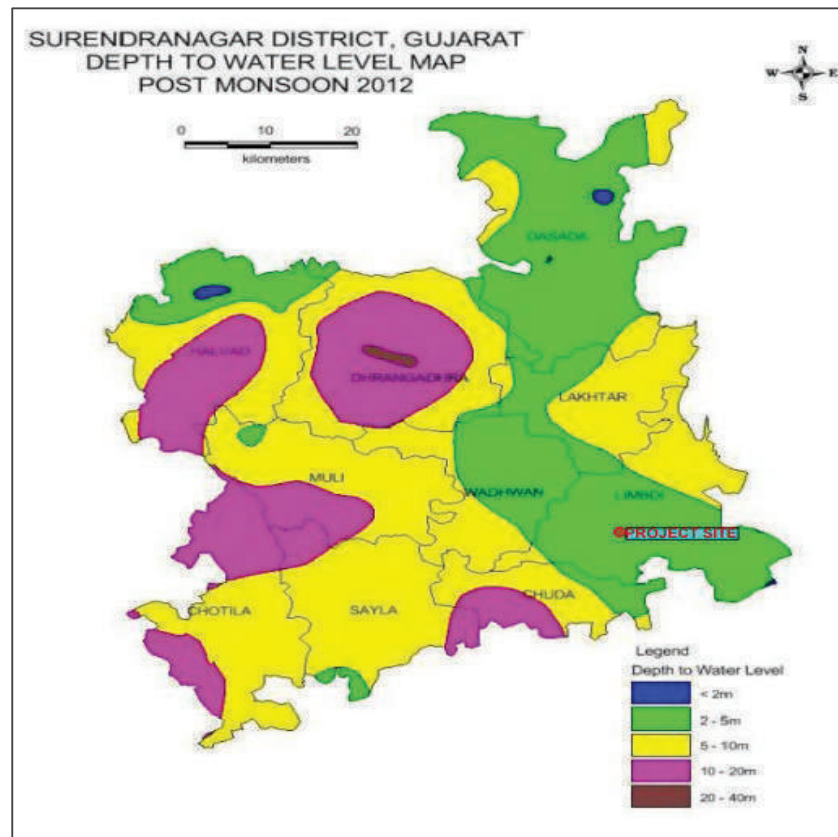 SURENDRANAGAR DISTRICT, GUJARAT
DEPTH TO WATER LEVEL MAP
POST MONSOON 2012
N
W E
S
0 10 20
kilometers
DASADA
HALVAD
DHRANGADHRA
LAKHTAR
MULI
WADHWAN
LIMBDI
PROJECT SITE
CHOTILA
SAYLA
CHUDA
Legend
Depth to Water Level
< 2m
2 - 5m
5 - 10m
10 - 20m
20 - 40m